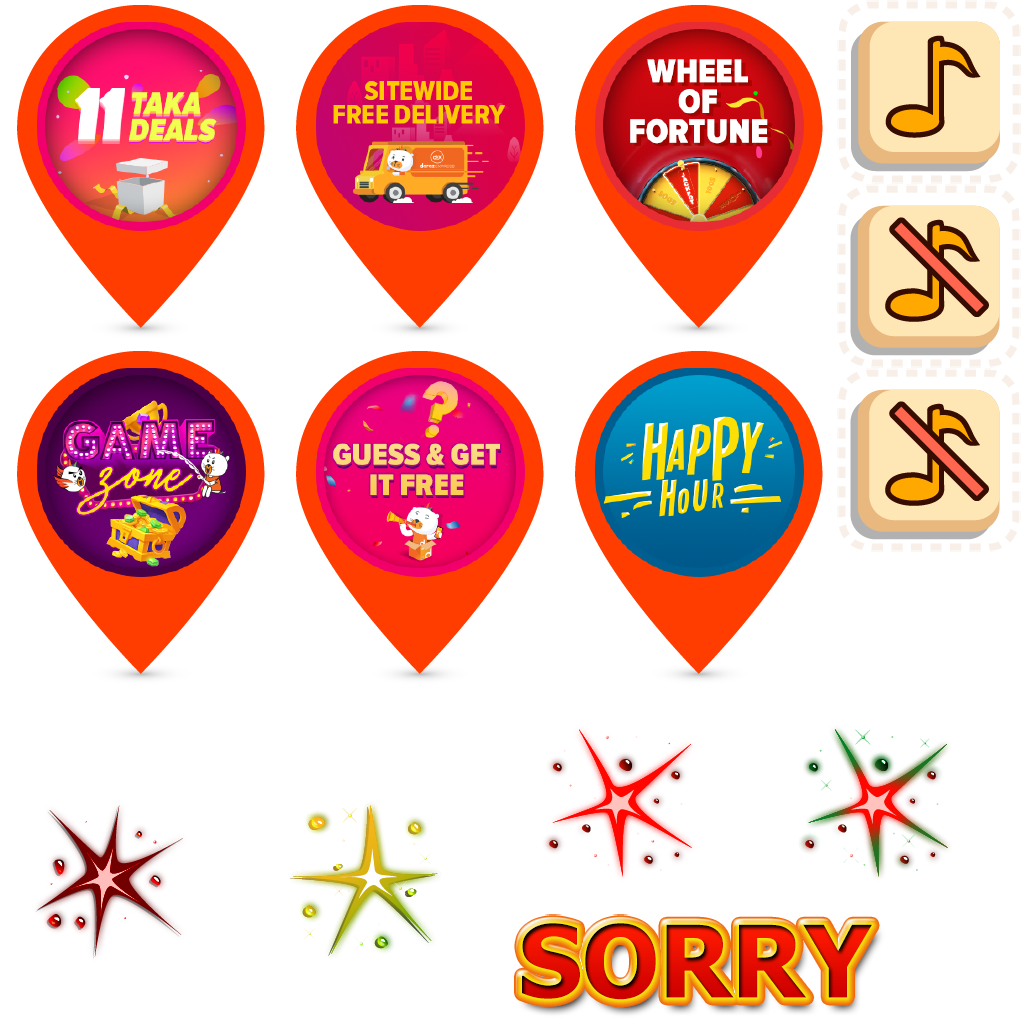 11 TAKA
DEALS
SITEWIDE
FREE DELIVERY
WHEEL
OF
FORTUNE
GAME
zone
GUESS & GET
IT FREE
?
HAPPY
HOUR
SORRY